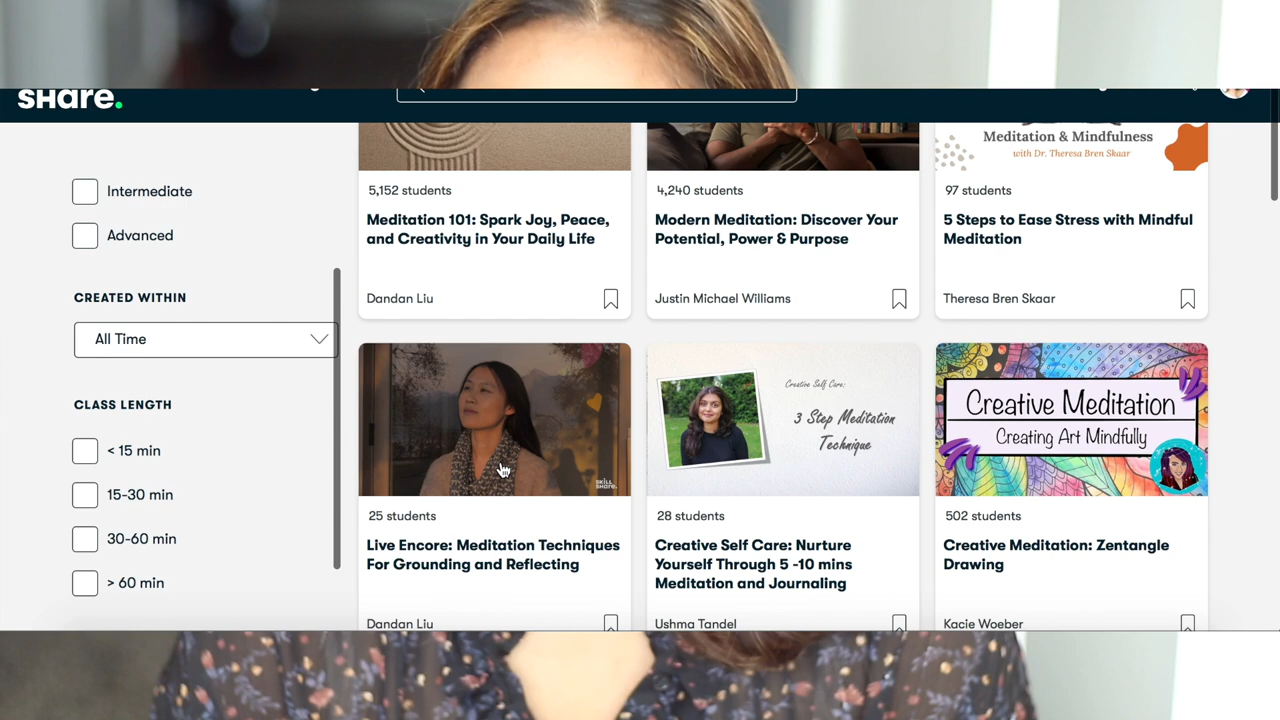 SHARE.
Intermediate
Advanced
CREATED WITHIN
All Time
CLASS LENGTH
< 15 min
15-30 min
30-60 min
> 60 min
5,152 students
Meditation 101: Spark Joy, Peace,
and Creativity in Your Daily Life
Dandan Liu
4,240 students
Modern Meditation: Discover Your
Potential, Power & Purpose
Justin Michael Williams
Meditation & Mindfulness
with Dr. Theresa Bren Skaar
97 students
5 Steps to Ease Stress with Mindful
Meditation
Theresa Bren Skaar
SKILL
SHARE.
25 students
Live Encore: Meditation Techniques
For Grounding and Reflecting
Dandan Liu
Creative Self Care:
3 Step Meditation
Technique
28 students
Creative Self Care: Nurture
Yourself Through 5 -10 mins
Meditation and Journaling
Ushma Tandel
Creative Meditation
Creating Art Mindfully
502 students
Creative Meditation: Zentangle
Drawing
Kacie Woeber